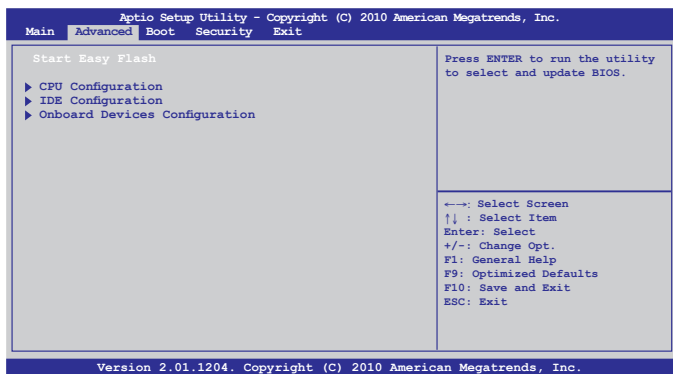 Aptio Setup Utility - Copyright (C) 2010 American Megatrends, Inc.
Main Advanced Boot Security Exit
Start Easy Flash
CPU Configuration
IDE Configuration
Onboard Devices Configuration
Press ENTER to run the utility
to select and update BIOS.
←→: Select Screen
↑↓ : Select Item
Enter: Select
+/-: Change Opt.
F1: General Help
F9: Optimized Defaults
F10: Save and Exit
ESC: Exit
Version 2.01.1204. Copyright (C) 2010 American Megatrends, Inc.